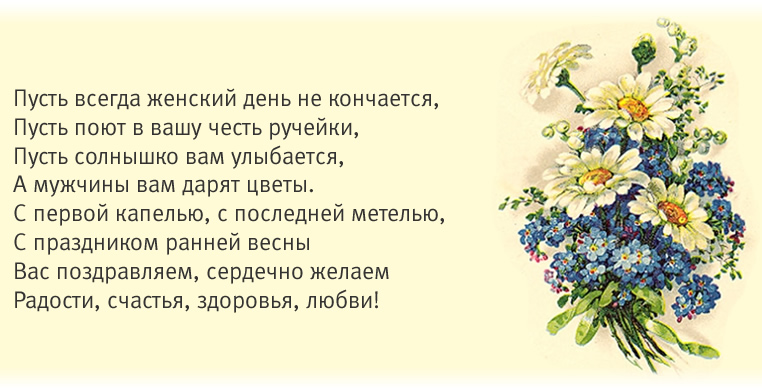 Пусть всегда женский день не кончается,
Пусть поют в вашу честь ручейки,
Пусть солнышко вам улыбается,
А мужчины вам дарят цветы.
С первой капелью, с последней метелью,
С праздником ранней весны
Вас поздравляем, сердечно желаем
Радости, счастья, здоровья, любви!